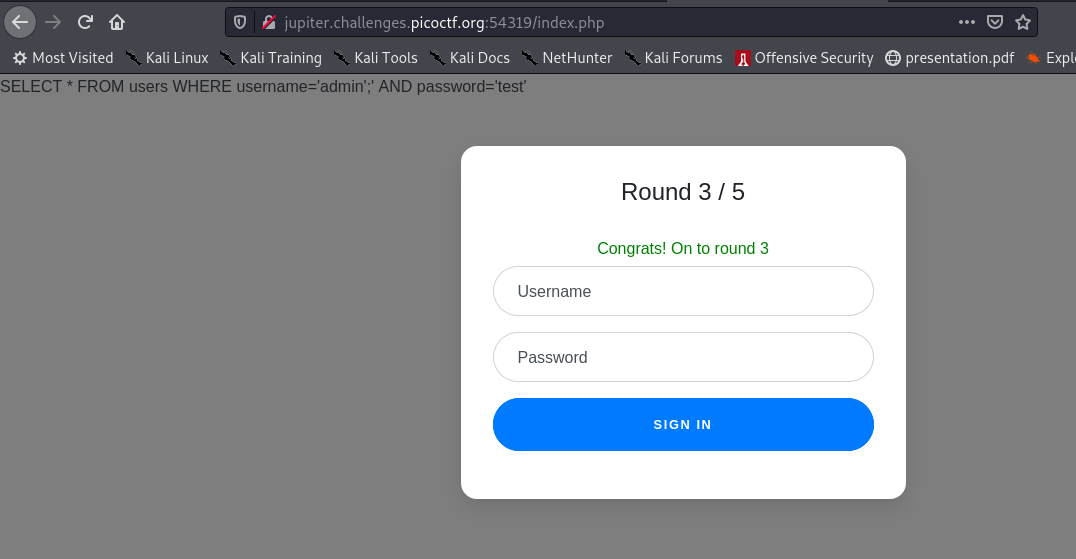 jupiter.challenges.picoctf.org:54319/index.php
Most Visited Kali Linux Kali Training Kali Tools Kali Docs NetHunter Kali Forums Offensive Security presentation.pdf Explo
SELECT * FROM users WHERE username='admin';' AND password='test'
Round 3 / 5
Congrats! On to round 3
Username
Password
SIGN IN